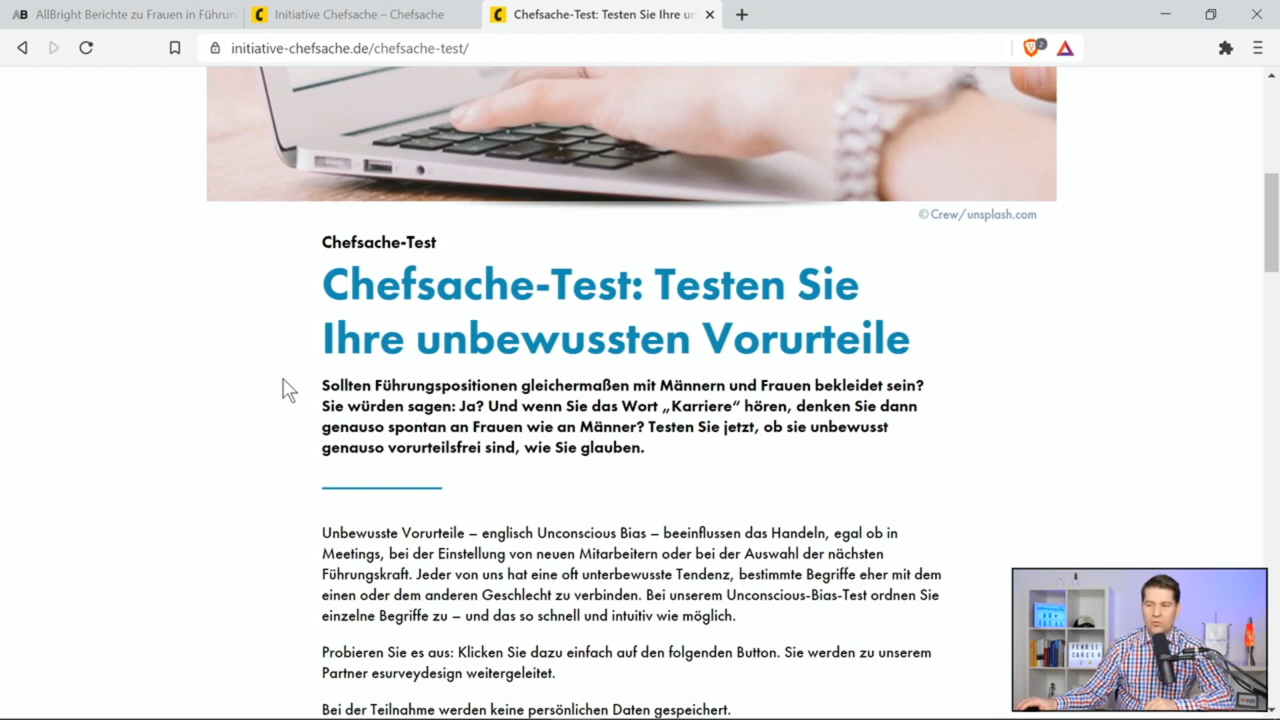 AllBright Berichte zu Frauen in Führun
Initiative Chefsache – Chefsache
Chefsache-Test: Testen Sie Ihre un
initiative-chefsache.de/chefsache-test/
2
© Crew/unsplash.com
Chefsache-Test
Chefsache-Test: Testen Sie
Ihre unbewussten Vorurteile
Sollten Führungspositionen gleichermaßen mit Männern und Frauen bekleidet sein?
Sie würden sagen: Ja? Und wenn Sie das Wort „Karriere“ hören, denken Sie dann
genauso spontan an Frauen wie an Männer? Testen Sie jetzt, ob sie unbewusst
genauso vorurteilsfrei sind, wie Sie glauben.
Unbewusste Vorurteile – englisch Unconscious Bias – beeinflussen das Handeln, egal ob in
Meetings, bei der Einstellung von neuen Mitarbeitern oder bei der Auswahl der nächsten
Führungskraft. Jeder von uns hat eine oft unterbewusste Tendenz, bestimmte Begriffe eher mit dem
einen oder dem anderen Geschlecht zu verbinden. Bei unserem Unconscious-Bias-Test ordnen Sie
einzelne Begriffe zu – und das so schnell und intuitiv wie möglich.
Probieren Sie es aus: Klicken Sie dazu einfach auf den folgenden Button. Sie werden zu unserem
Partner esurveydesign weitergeleitet.
Bei der Teilnahme werden keine persönlichen Daten gespeichert.